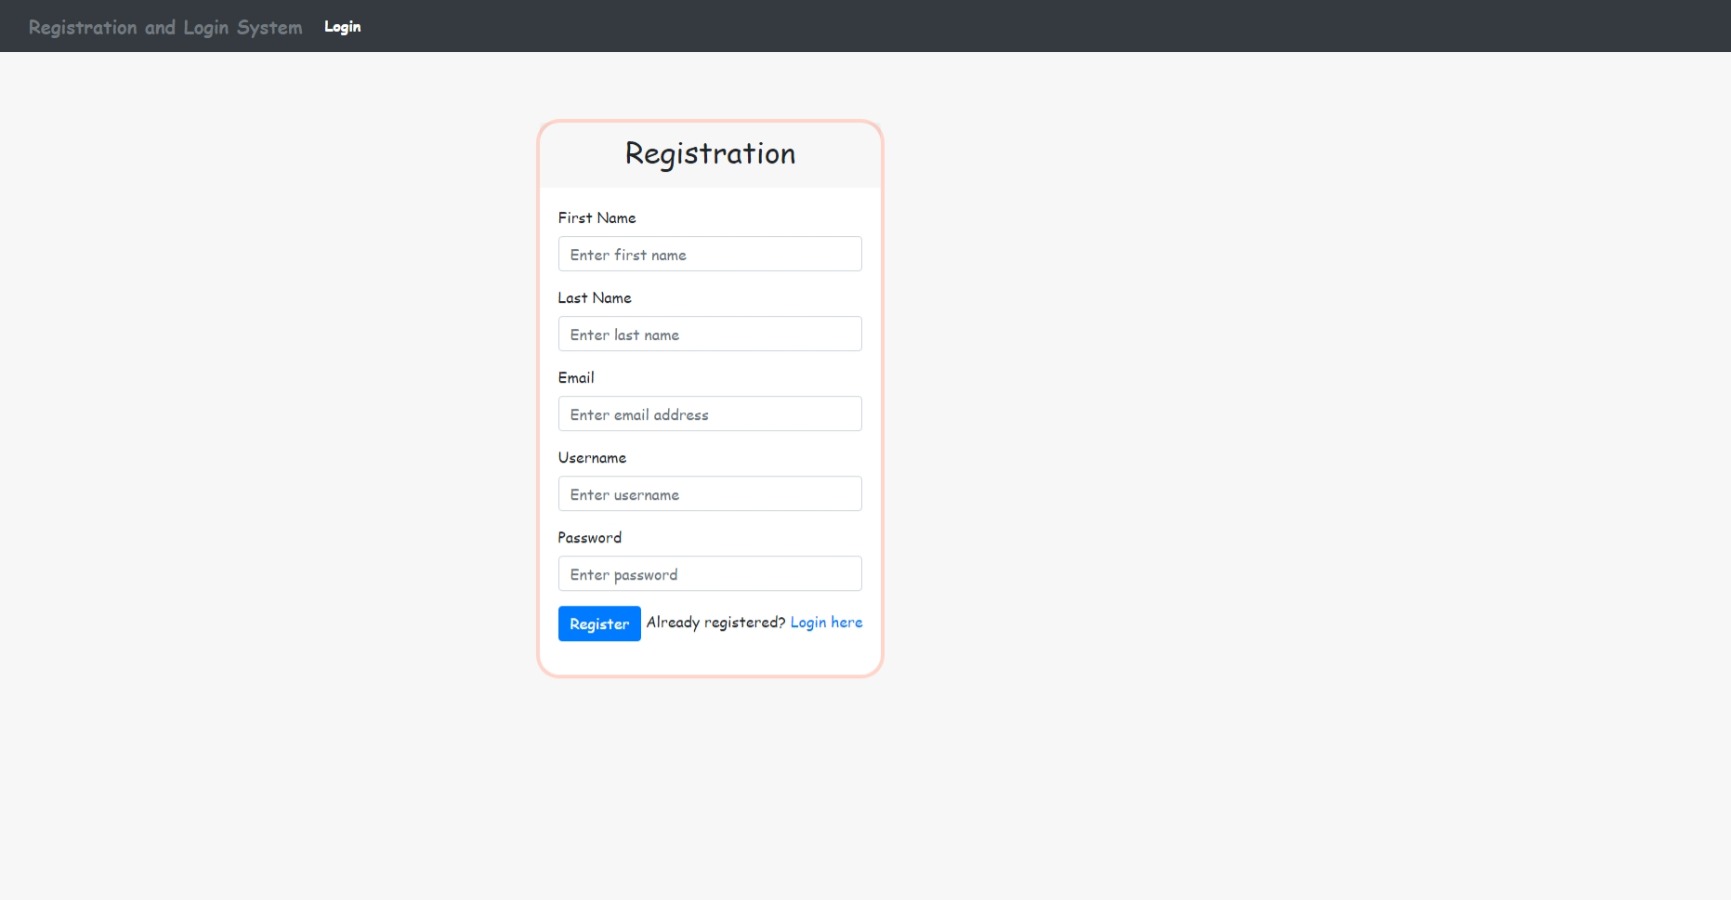 Registration and Login System Login
Registration
First Name
Enter first name
Last Name
Enter last name
Email
Enter email address
Username
Enter username
Password
Enter password
Register Already registered? Login here